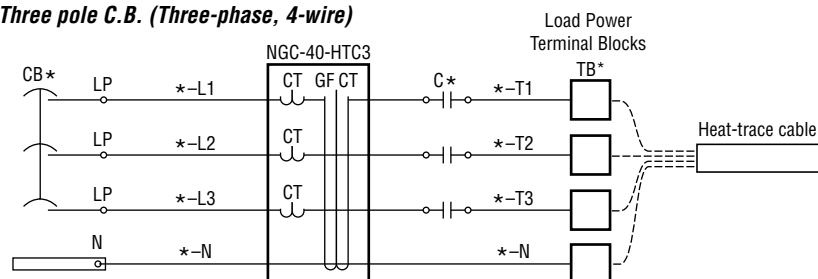 Three pole C.B. (Three-phase, 4-wire)
Load Power
Terminal Blocks
NGC-40-HTC3
CB* LP *–L1 CT GF CT C* *–T1 TB*
Heat-trace cable
LP *–L2 CT *–T2
LP *–L3 CT *–T3
N *–N *–N